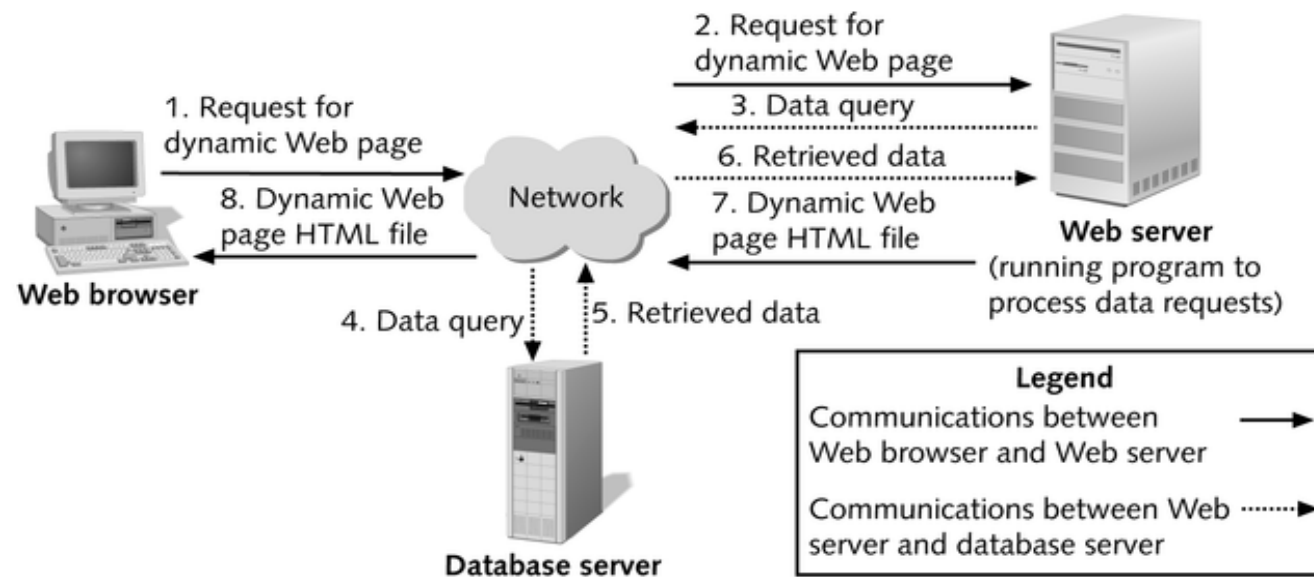 2. Request for
dynamic Web page
1. Request for
dynamic Web page
3. Data query
6. Retrieved data
Network
8. Dynamic Web
page HTML file
7. Dynamic Web
page HTML file
Web browser
Web server
(running program to
process data requests)
4. Data query
5. Retrieved data
Database server
Legend
Communications between
Web browser and Web server
Communications between Web
server and database server